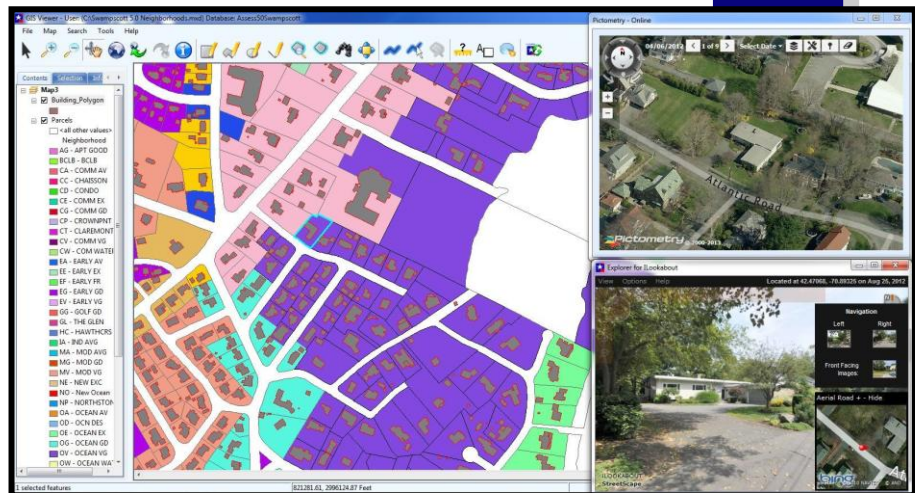 GIS Viewer - User: (C:\Swampscott 5.0 Neighborhoods.mxd) Database: Assess50Swampscott
File Map Search Tools Help
Contents Selection
Map3
Building_Polygon
Parcels
<all other values>
Neighborhood
AG - APT GOOD
BCLB - BCLB
CA - COMM AV
CC - CHAISSON
CD - CONDO
CE - COMM EX
CG - COMM GD
CP - CROWNPNT
CT - CLAREMONT
CV - COMM VG
CW - COM WATE
EA - EARLY AV
EE - EARLY EX
EF - EARLY FR
EG - EARLY GD
EV - EARLY VG
GG - GOLF GD
GL - THE GLEN
HC - HAWTHCRS
IA - IND AVG
MA - MOD AVG
MG - MOD GD
MV - MOD VG
NE - NEW EXC
NO - New Ocean
NP - NORTHSTON
OA - OCEAN AV
OD - OCN DES
OE - OCEAN EX
OG - OCEAN GD
OV - OCEAN VG
OW - OCEAN WA
1 selected features
821281.61, 2996124.87 Feet
Pictometry - Online
04/06/2012 1 of 9 Select Date
Atlantic Road
Pictometry © 2008-2013
Explorer for ILookabout
View Options Help Located at 42.47068, -70.89325 on Aug 26, 2012
Navigation
Left Right
Front Facing
Images:
Aerial Road + - Hide
ILOOKABOUT
StreetScape
bing